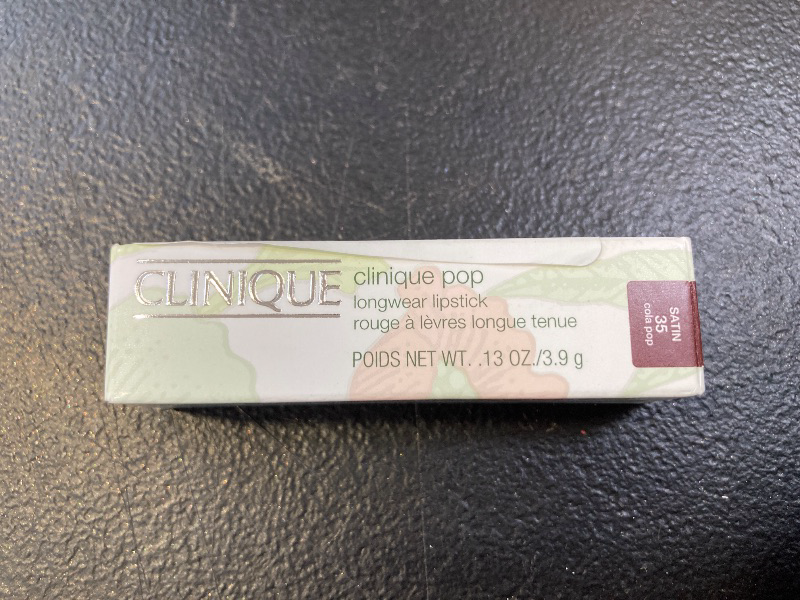 CLINIQUE
clinique pop
longwear lipstick
rouge à lèvres longue tenue
POIDS NET WT. .13 OZ./3.9 g
SATIN
35
cola pop